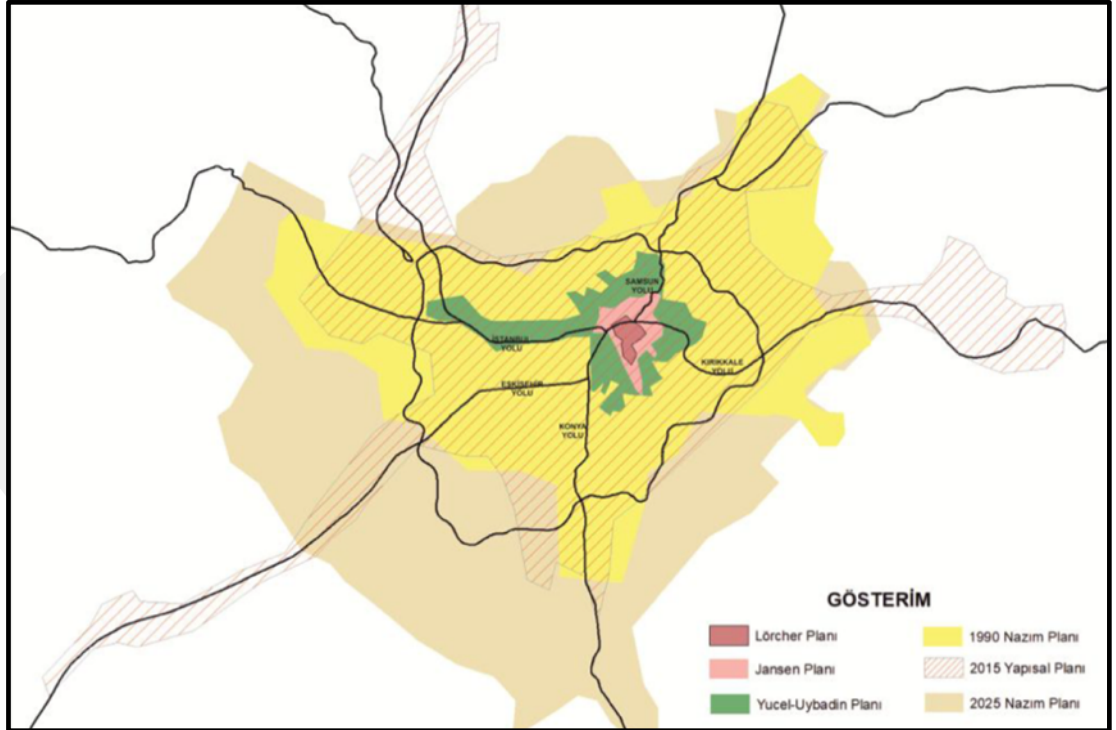 SAMSUN
YOLU
İSTANBUL
YOLU
KIRIKKALE
YOLU
ESKİŞEHİR
YOLU
KONYA
YOLU
GÖSTERİM
Lörcher Planı
1990 Nazım Planı
Jansen Planı
2015 Yapısal Planı
Yucel-Uybadin Planı
2025 Nazım Planı